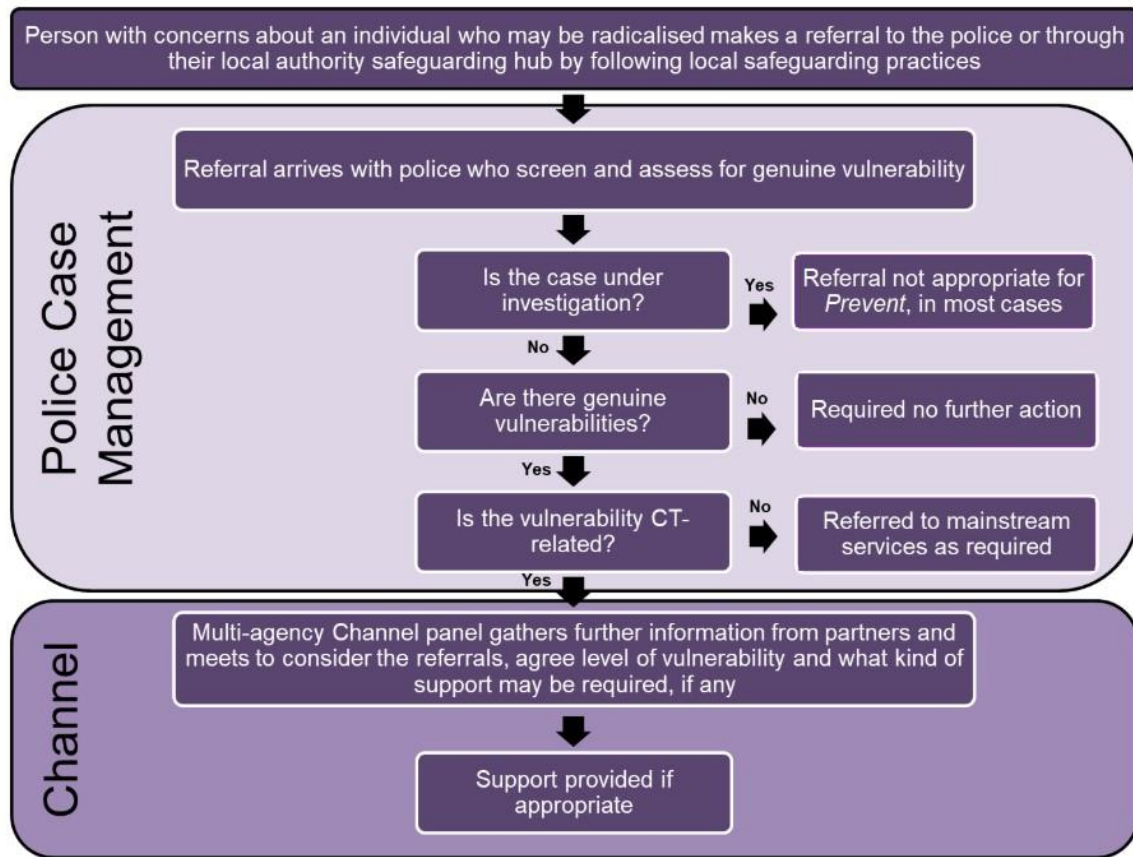 Person with concerns about an individual who may be radicalised makes a referral to the police or through
their local authority safeguarding hub by following local safeguarding practices
Police Case
Management
Referral arrives with police who screen and assess for genuine vulnerability
Is the case under
investigation?
Yes
Referral not appropriate for
Prevent, in most cases
No
Are there genuine
vulnerabilities?
No
Required no further action
Yes
Is the vulnerability CT-
related?
No
Referred to mainstream
services as required
Yes
Channel
Multi-agency Channel panel gathers further information from partners and
meets to consider the referrals, agree level of vulnerability and what kind of
support may be required, if any
Support provided if
appropriate